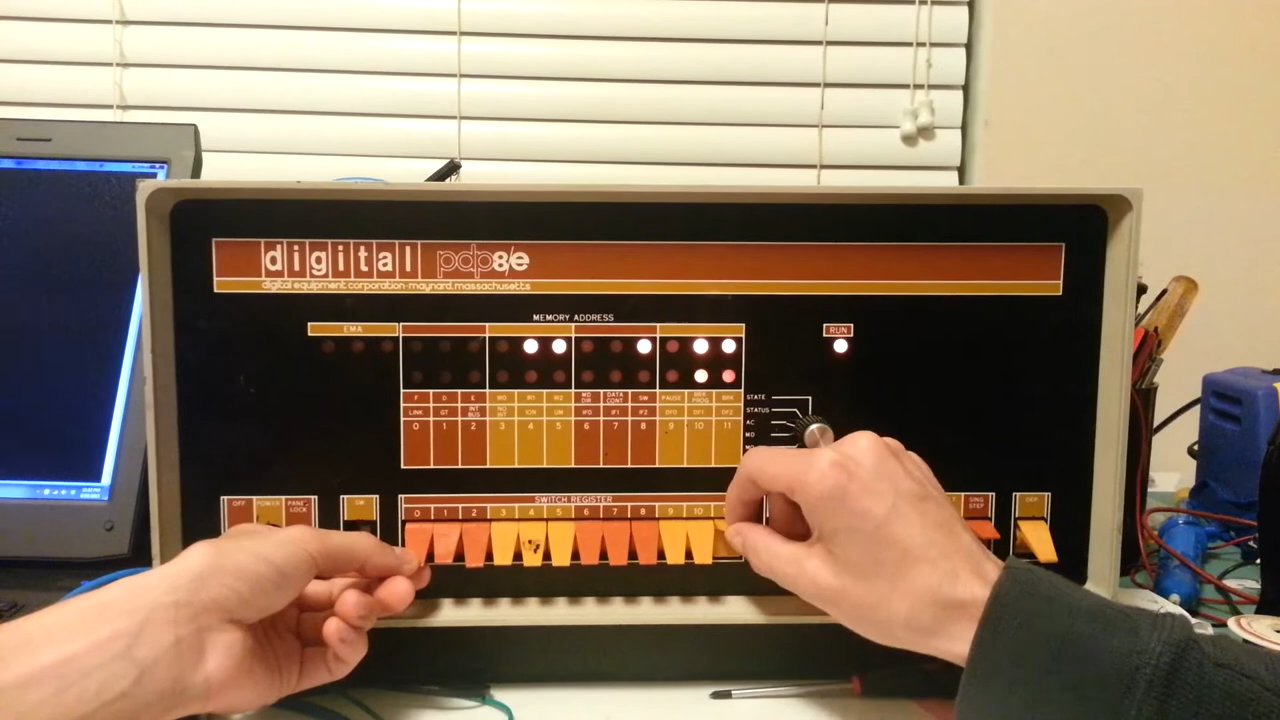 digital pdp8/e
digital equipment corporation · maynard, massachusetts
MEMORY ADDRESS
EMA
RUN
F D E IR0 IR1 IR2 MD DIR DATA CONT SW PAUSE BRK PROG BRK
LINK GT INT BUS NO INT ION UM IF0 IF1 IF2 DF0 DF1 DF2
0 1 2 3 4 5 6 7 8 9 10 11
STATE
STATUS
AC
MD
OFF POWER PANEL LOCK
SW
SWITCH REGISTER
0 1 2 3 4 5 6 7 8 9 10
SING STEP
DEP